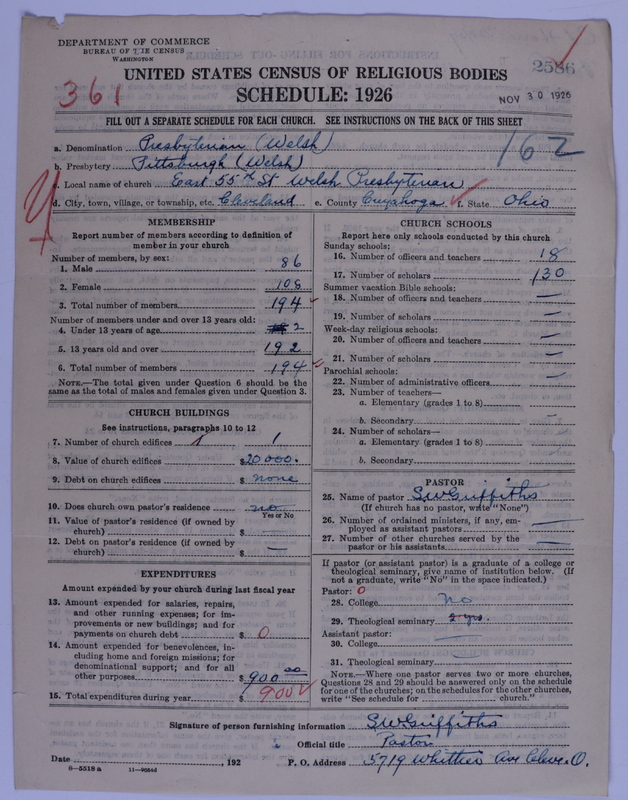 DEPARTMENT OF COMMERCE
BUREAU OF THE CENSUS
WASHINGTON
UNITED STATES CENSUS OF RELIGIOUS BODIES
2586
361
SCHEDULE: 1926
NOV 30 1926
FILL OUT A SEPARATE SCHEDULE FOR EACH CHURCH. SEE INSTRUCTIONS ON THE BACK OF THIS SHEET
162
a. Denomination Presbyterian (Welsh)
b. Presbytery Pittsburgh (Welsh)
c. Local name of church East 55th St Welsh Presbyterian
d. City, town, village, or township, etc. Cleveland e. County Cuyahoga f. State Ohio
MEMBERSHIP
Report number of members according to definition of
member in your church
Number of members, by sex:
1. Male 86
2. Female 108
3. Total number of members 194
Number of members under and over 13 years old:
4. Under 13 years of age 2
5. 13 years old and over 192
6. Total number of members 194
NOTE.—The total given under Question 6 should be the
same as the total of males and females given under Question 3.
CHURCH BUILDINGS
See instructions, paragraphs 10 to 12
7. Number of church edifices 1 1
8. Value of church edifices $20000.
9. Debt on church edifices $ none
10. Does church own pastor's residence no
Yes or No
11. Value of pastor's residence (if owned by
church) $
12. Debt on pastor's residence (if owned by
church) $ —
EXPENDITURES
Amount expended by your church during last fiscal year
13. Amount expended for salaries, repairs,
and other running expenses; for im-
provements or new buildings; and for
payments on church debt $ 0
14. Amount expended for benevolences, in-
cluding home and foreign missions; for
denominational support; and for all
other purposes $ 900 00
15. Total expenditures during year $ 900
CHURCH SCHOOLS
Report here only schools conducted by this church
Sunday schools:
16. Number of officers and teachers 18
17. Number of scholars 130
Summer vacation Bible schools:
18. Number of officers and teachers —
19. Number of scholars —
Week-day religious schools:
20. Number of officers and teachers —
21. Number of scholars —
Parochial schools:
22. Number of administrative officers —
23. Number of teachers—
a. Elementary (grades 1 to 8)
b. Secondary —
24. Number of scholars—
a. Elementary (grades 1 to 8)
b. Secondary —
PASTOR
25. Name of pastor S W Griffiths
(If church has no pastor, write "None")
26. Number of ordained ministers, if any, em-
ployed as assistant pastors —
27. Number of other churches served by the
pastor or his assistants —
If pastor (or assistant pastor) is a graduate of a college or
theological seminary, give name of institution below. (If
not a graduate, write "No" in the space indicated.)
Pastor: 0
28. College No
29. Theological seminary 2 yrs.
Assistant pastor:
30. College
31. Theological seminary
NOTE.—Where one pastor serves two or more churches,
Questions 28 and 29 should be answered only on the schedule
for one of the churches; on the schedules for the other churches,
write "See schedule for church."
Signature of person furnishing information S W Griffiths
Official title Pastor
Date , 192 P. O. Address 5719 Whittier Ave Cleve. O.
8—5518 a 11—9064d